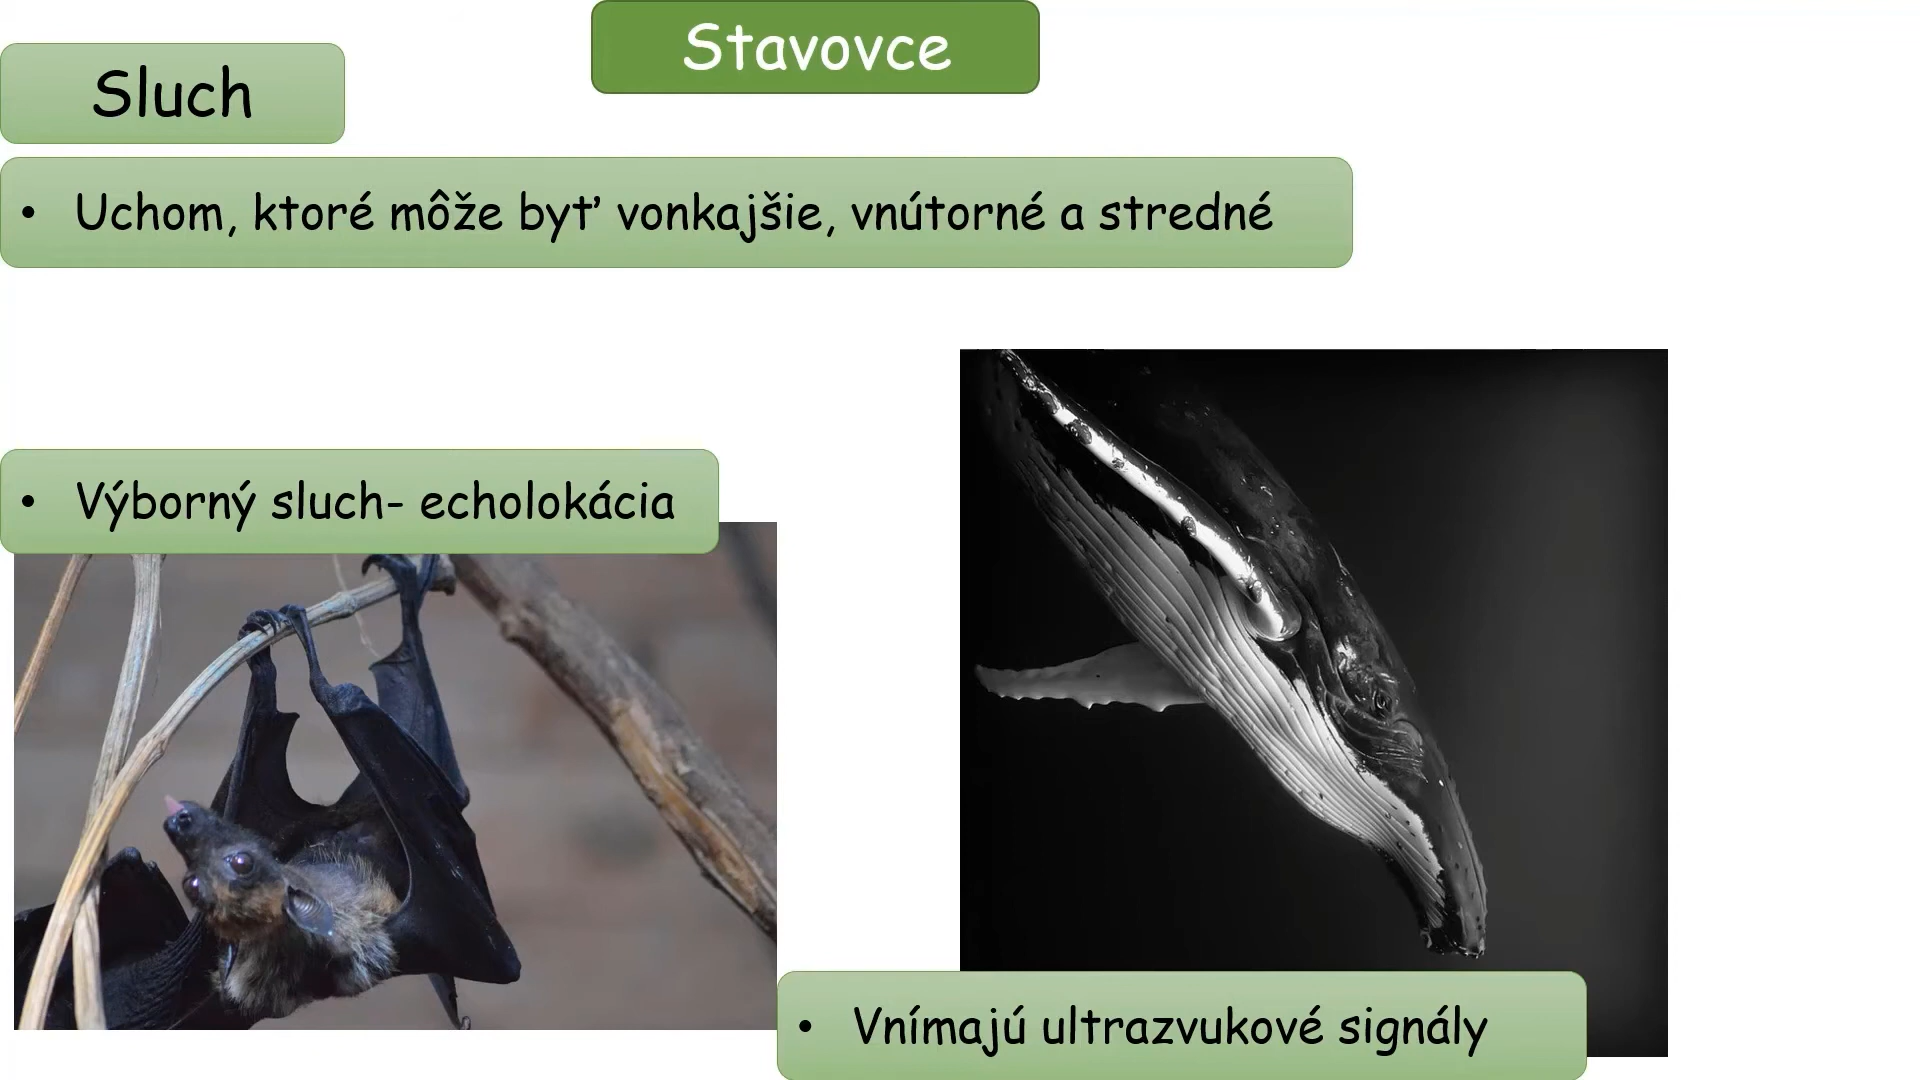 Stavovce
Sluch
• Uchom, ktoré môže byť vonkajšie, vnútorné a stredné
• Výborný sluch- echolokácia
• Vnímajú ultrazvukové signály